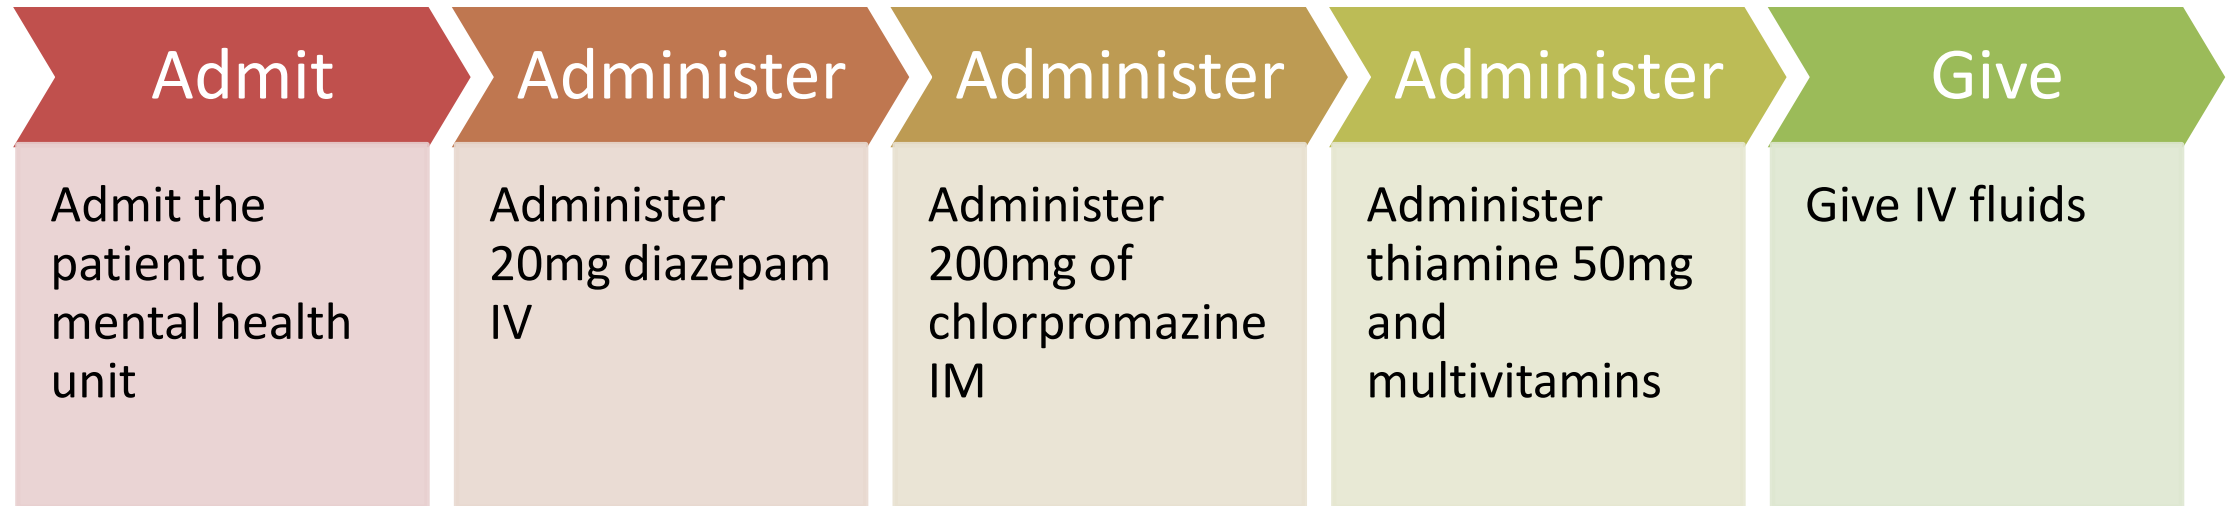 Admit
Admit the
patient to
mental health
unit
Administer
Administer
20mg diazepam
IV
Administer
Administer
200mg of
chlorpromazine
IM
Administer
Administer
thiamine 50mg
and
multivitamins
Give
Give IV fluids